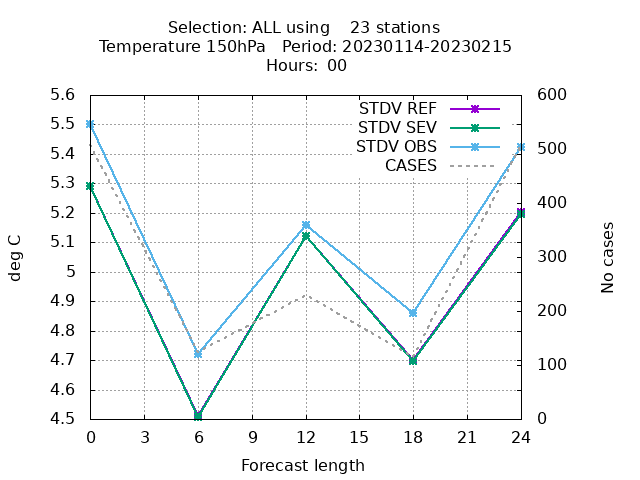 Selection: ALL using    23 stations
Temperature 150hPa   Period: 20230114-20230215
Hours: 00
STDV REF
STDV SEV
STDV OBS
CASES
5.6
5.5
5.4
5.3
5.2
5.1
5
4.9
4.8
4.7
4.6
4.5
deg C
600
500
400
300
200
100
0
No cases
0 3 6 9 12 15 18 21 24
Forecast length